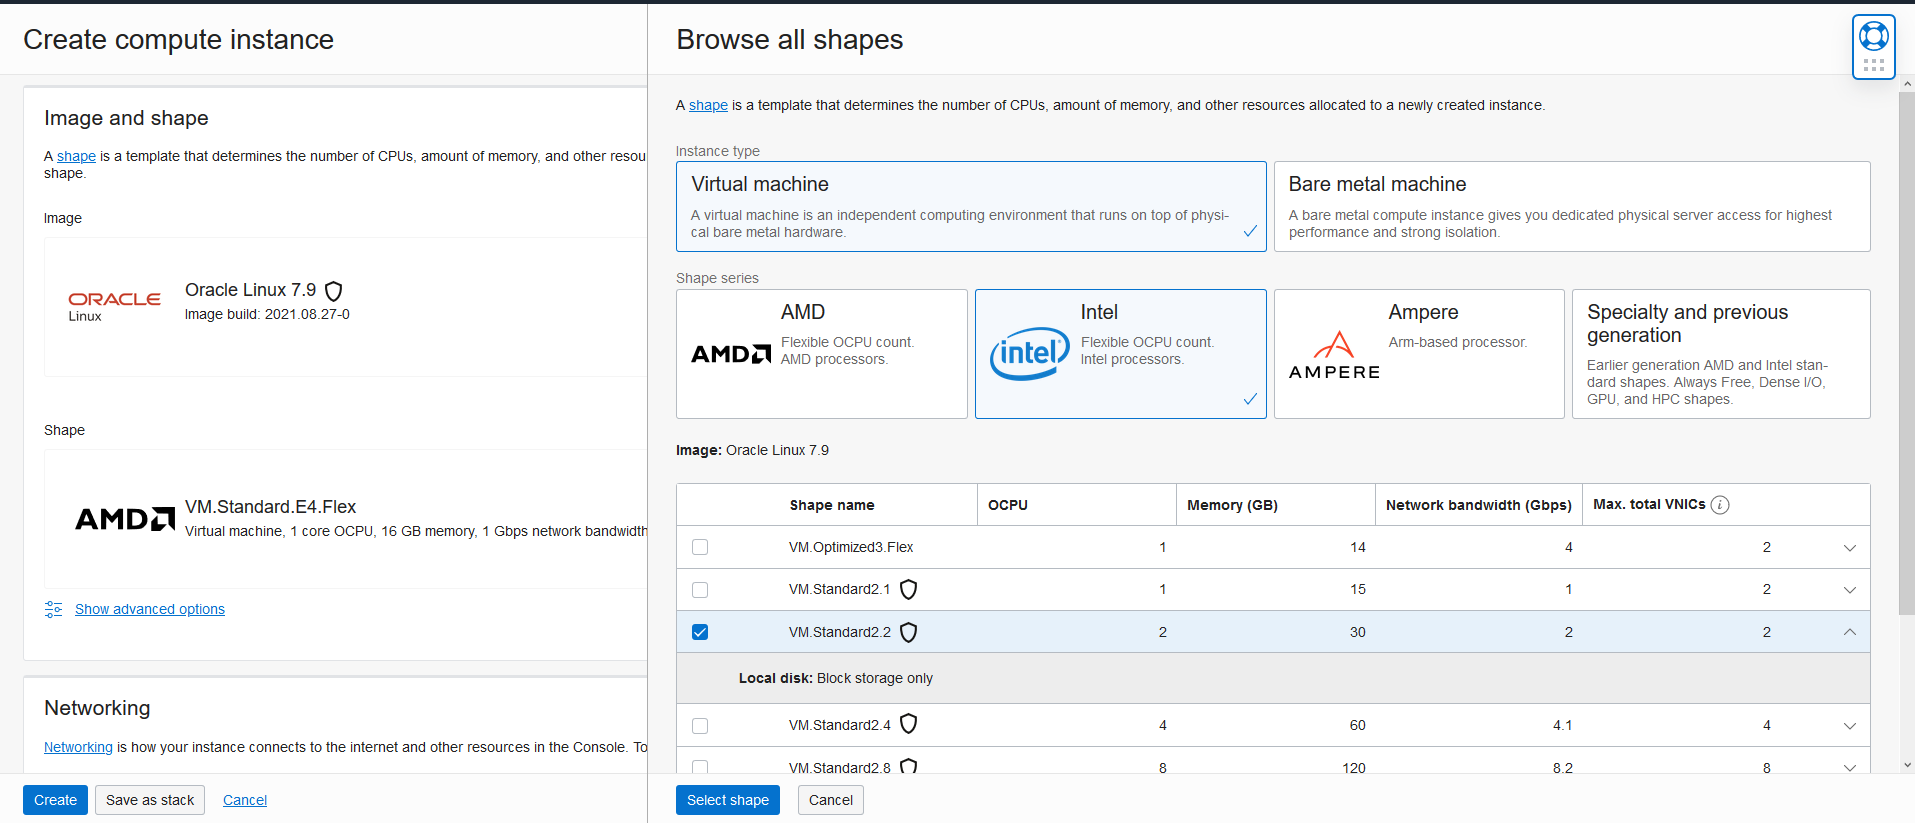 Create compute instance
Image and shape
A shape is a template that determines the number of CPUs, amount of memory, and other resou
shape.
Image
ORACLE
Linux
Oracle Linux 7.9
Image build: 2021.08.27-0
Shape
AMD
VM.Standard.E4.Flex
Virtual machine, 1 core OCPU, 16 GB memory, 1 Gbps network bandwidth
Show advanced options
Networking
Networking is how your instance connects to the internet and other resources in the Console. To
Create Save as stack Cancel
Browse all shapes
A shape is a template that determines the number of CPUs, amount of memory, and other resources allocated to a newly created instance.
Instance type
Virtual machine
A virtual machine is an independent computing environment that runs on top of physi-
cal bare metal hardware.
Bare metal machine
A bare metal compute instance gives you dedicated physical server access for highest
performance and strong isolation.
Shape series
AMD
AMD
Flexible OCPU count.
AMD processors.
intel
Intel
Flexible OCPU count.
Intel processors.
AMPERE
Ampere
Arm-based processor.
Specialty and previous
generation
Earlier generation AMD and Intel stan-
dard shapes. Always Free, Dense I/O,
GPU, and HPC shapes.
Image: Oracle Linux 7.9
Shape name OCPU Memory (GB) Network bandwidth (Gbps) Max. total VNICs i
VM.Optimized3.Flex 1 14 4 2
VM.Standard2.1 1 15 1 2
VM.Standard2.2 2 30 2 2
Local disk: Block storage only
VM.Standard2.4 4 60 4.1 4
VM.Standard2.8 8 120 8.2 8
Select shape Cancel